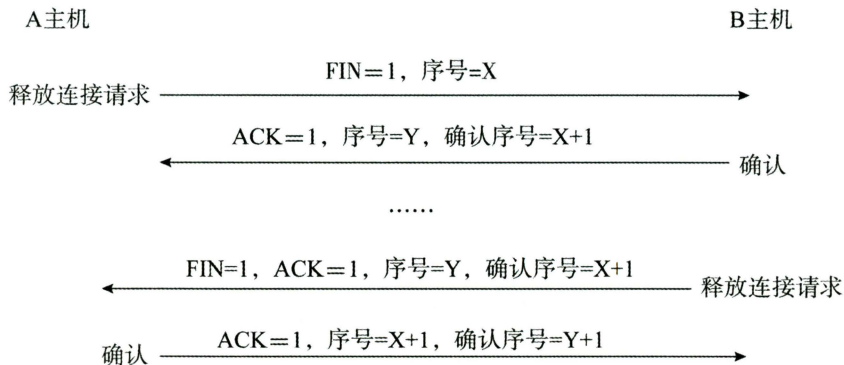 A主机 B主机
FIN＝1，序号=X
释放连接请求
ACK＝1，序号=Y，确认序号=X+1
确认
……
FIN=1，ACK＝1，序号=Y，确认序号=X+1
释放连接请求
ACK＝1，序号=X+1，确认序号=Y+1
确认